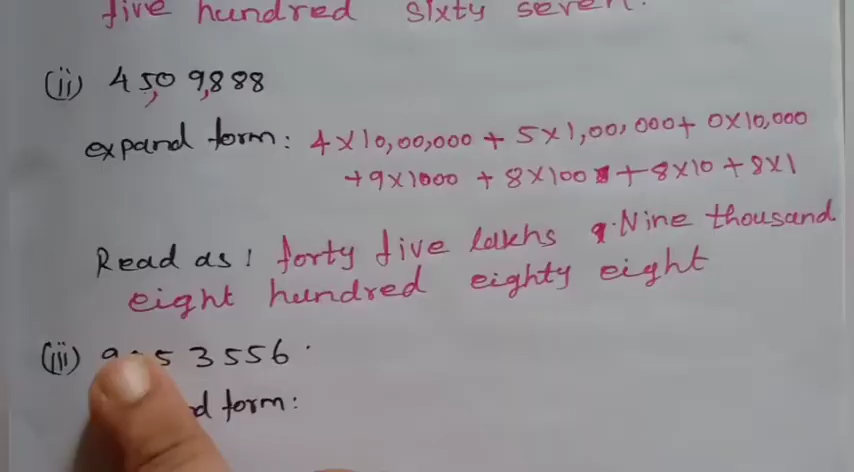 five hundred sixty seven.
(ii) 45,09,888
expand form: 4×10,00,000 + 5×1,00,000+ 0×10,000
+9×1000 + 8×100 + 8×10 + 8×1
Read as: forty five lakhs Nine thousand
eight hundred eighty eight
(iii) 53556
form: